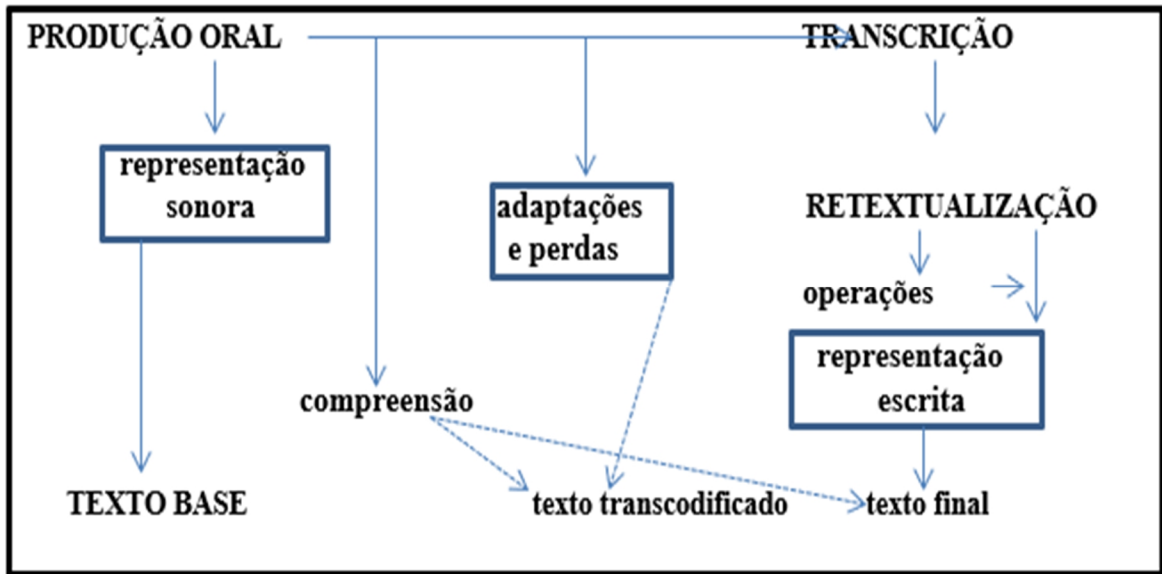 PRODUÇÃO ORAL
TRANSCRIÇÃO
representação
sonora
adaptações
e perdas
RETEXTUALIZAÇÃO
operações
representação
escrita
compreensão
TEXTO BASE
texto transcodificado
texto final